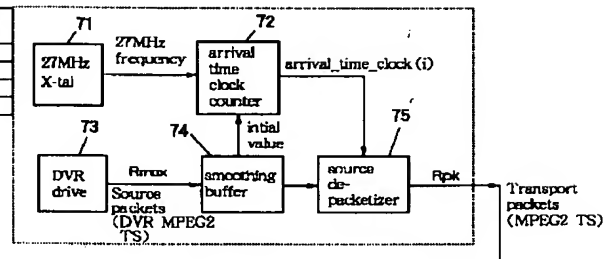 71
27MHz
X-tal
27MHz
frequency
72
arrival
time
clock
counter
arrival_time_clock(i)
73
DVR
drive
Rmax
Source
packets
(DVR MPEG2
TS)
74
intial
value
smoothing
buffer
75
source
de-
packetizer
Rpk
Transport
packets
(MPEG2 TS)